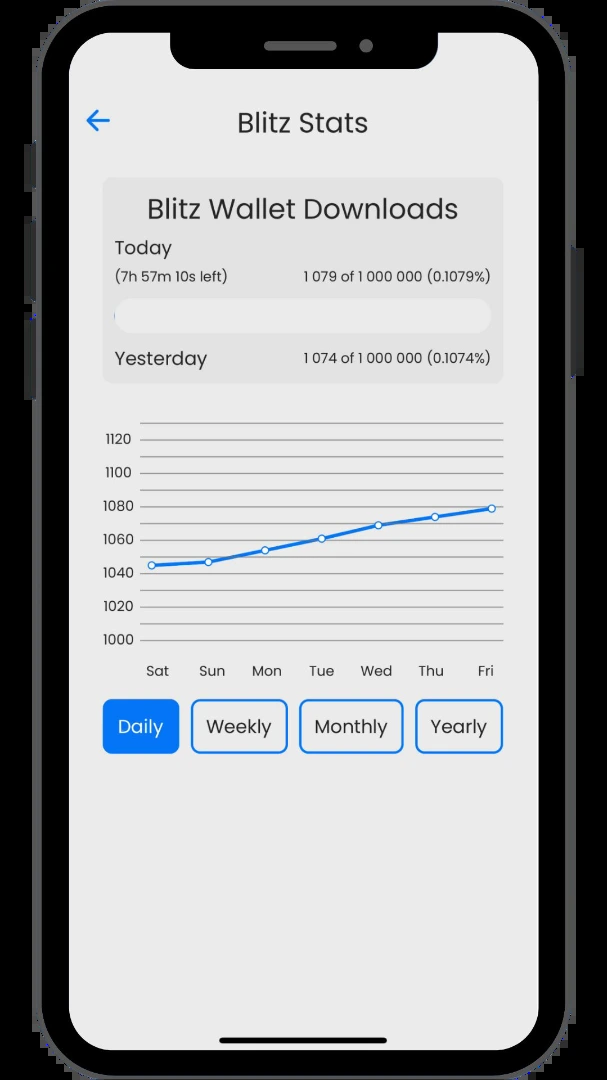 Blitz Stats
Blitz Wallet Downloads
Today
(7h 57m 10s left) 1 079 of 1 000 000 (0.1079%)
Yesterday 1 074 of 1 000 000 (0.1074%)
1120
1100
1080
1060
1040
1020
1000
Sat Sun Mon Tue Wed Thu Fri
Daily Weekly Monthly Yearly